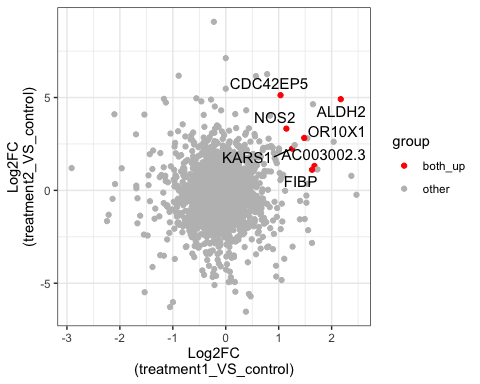 CDC42EP5
ALDH2
NOS2
OR10X1
KARS1
AC003002.3
FIBP
5
0
-5
-3
-2
-1
0
1
2
Log2FC
(treatment1_VS_control)
Log2FC
(treatment2_VS_control)
group
both_up
other